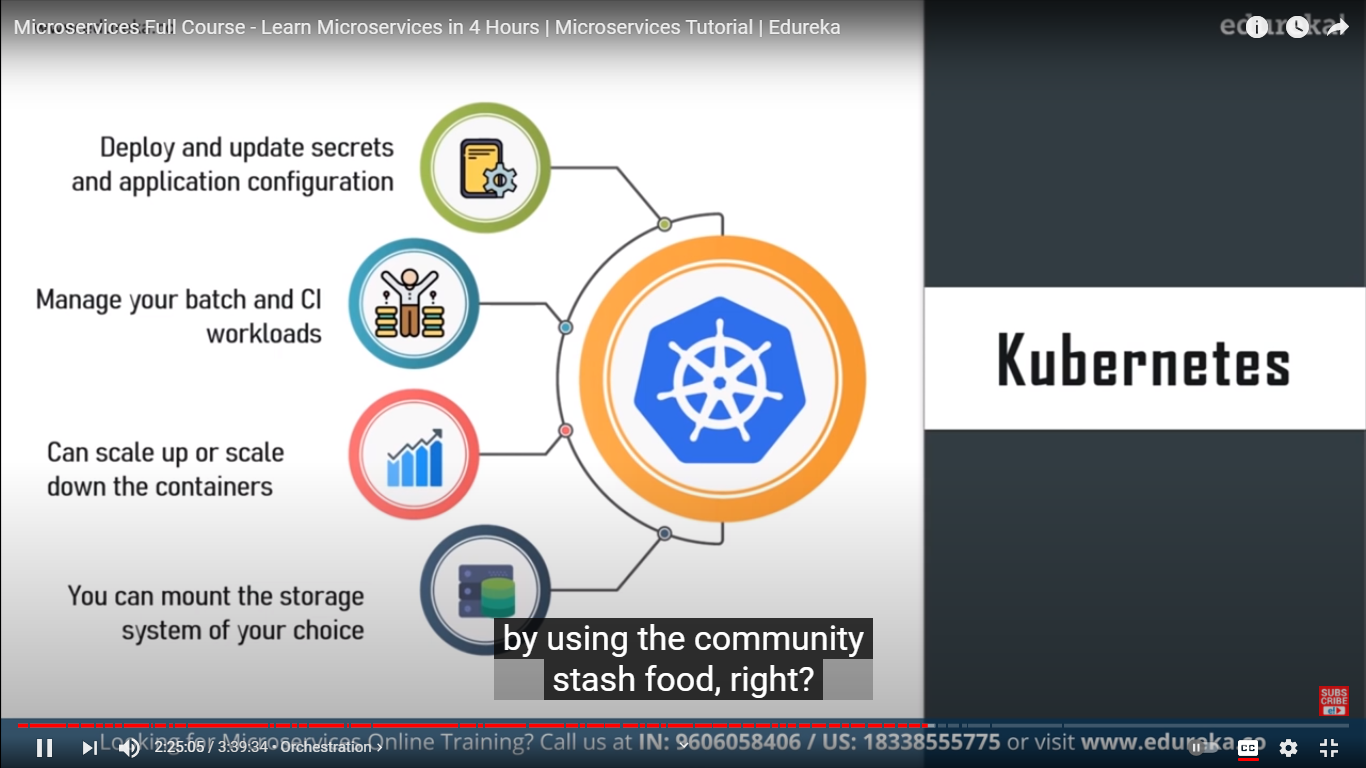 Microservices Full Course - Learn Microservices in 4 Hours | Microservices Tutorial | Edureka
edureka!
Deploy and update secrets
and application configuration
Manage your batch and CI
workloads
Can scale up or scale
down the containers
You can mount the storage
system of your choice
Kubernetes
by using the community
stash food, right?
SUBS
CRIBE
Looking for Microservices Online Training? Call us at IN: 9606058406 / US: 18338555775 or visit www.edureka.co
2:25:05 / 3:39:34 • Orchestration ›
CC